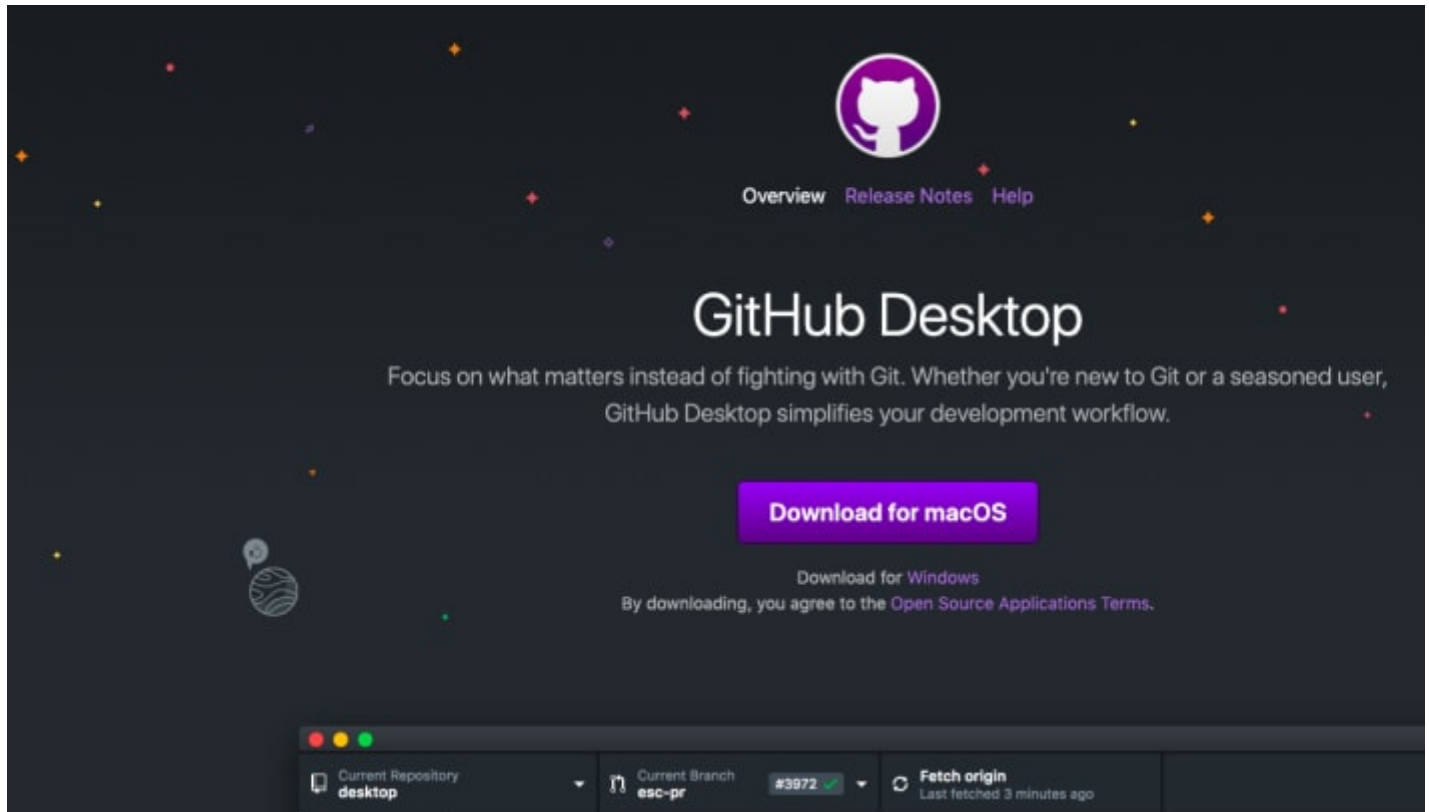 Overview Release Notes Help
GitHub Desktop
Focus on what matters instead of fighting with Git. Whether you're new to Git or a seasoned user,
GitHub Desktop simplifies your development workflow.
Download for macOS
Download for Windows
By downloading, you agree to the Open Source Applications Terms.
Current Repository
desktop
Current Branch
esc-pr
#3972
Fetch origin
Last fetched 3 minutes ago